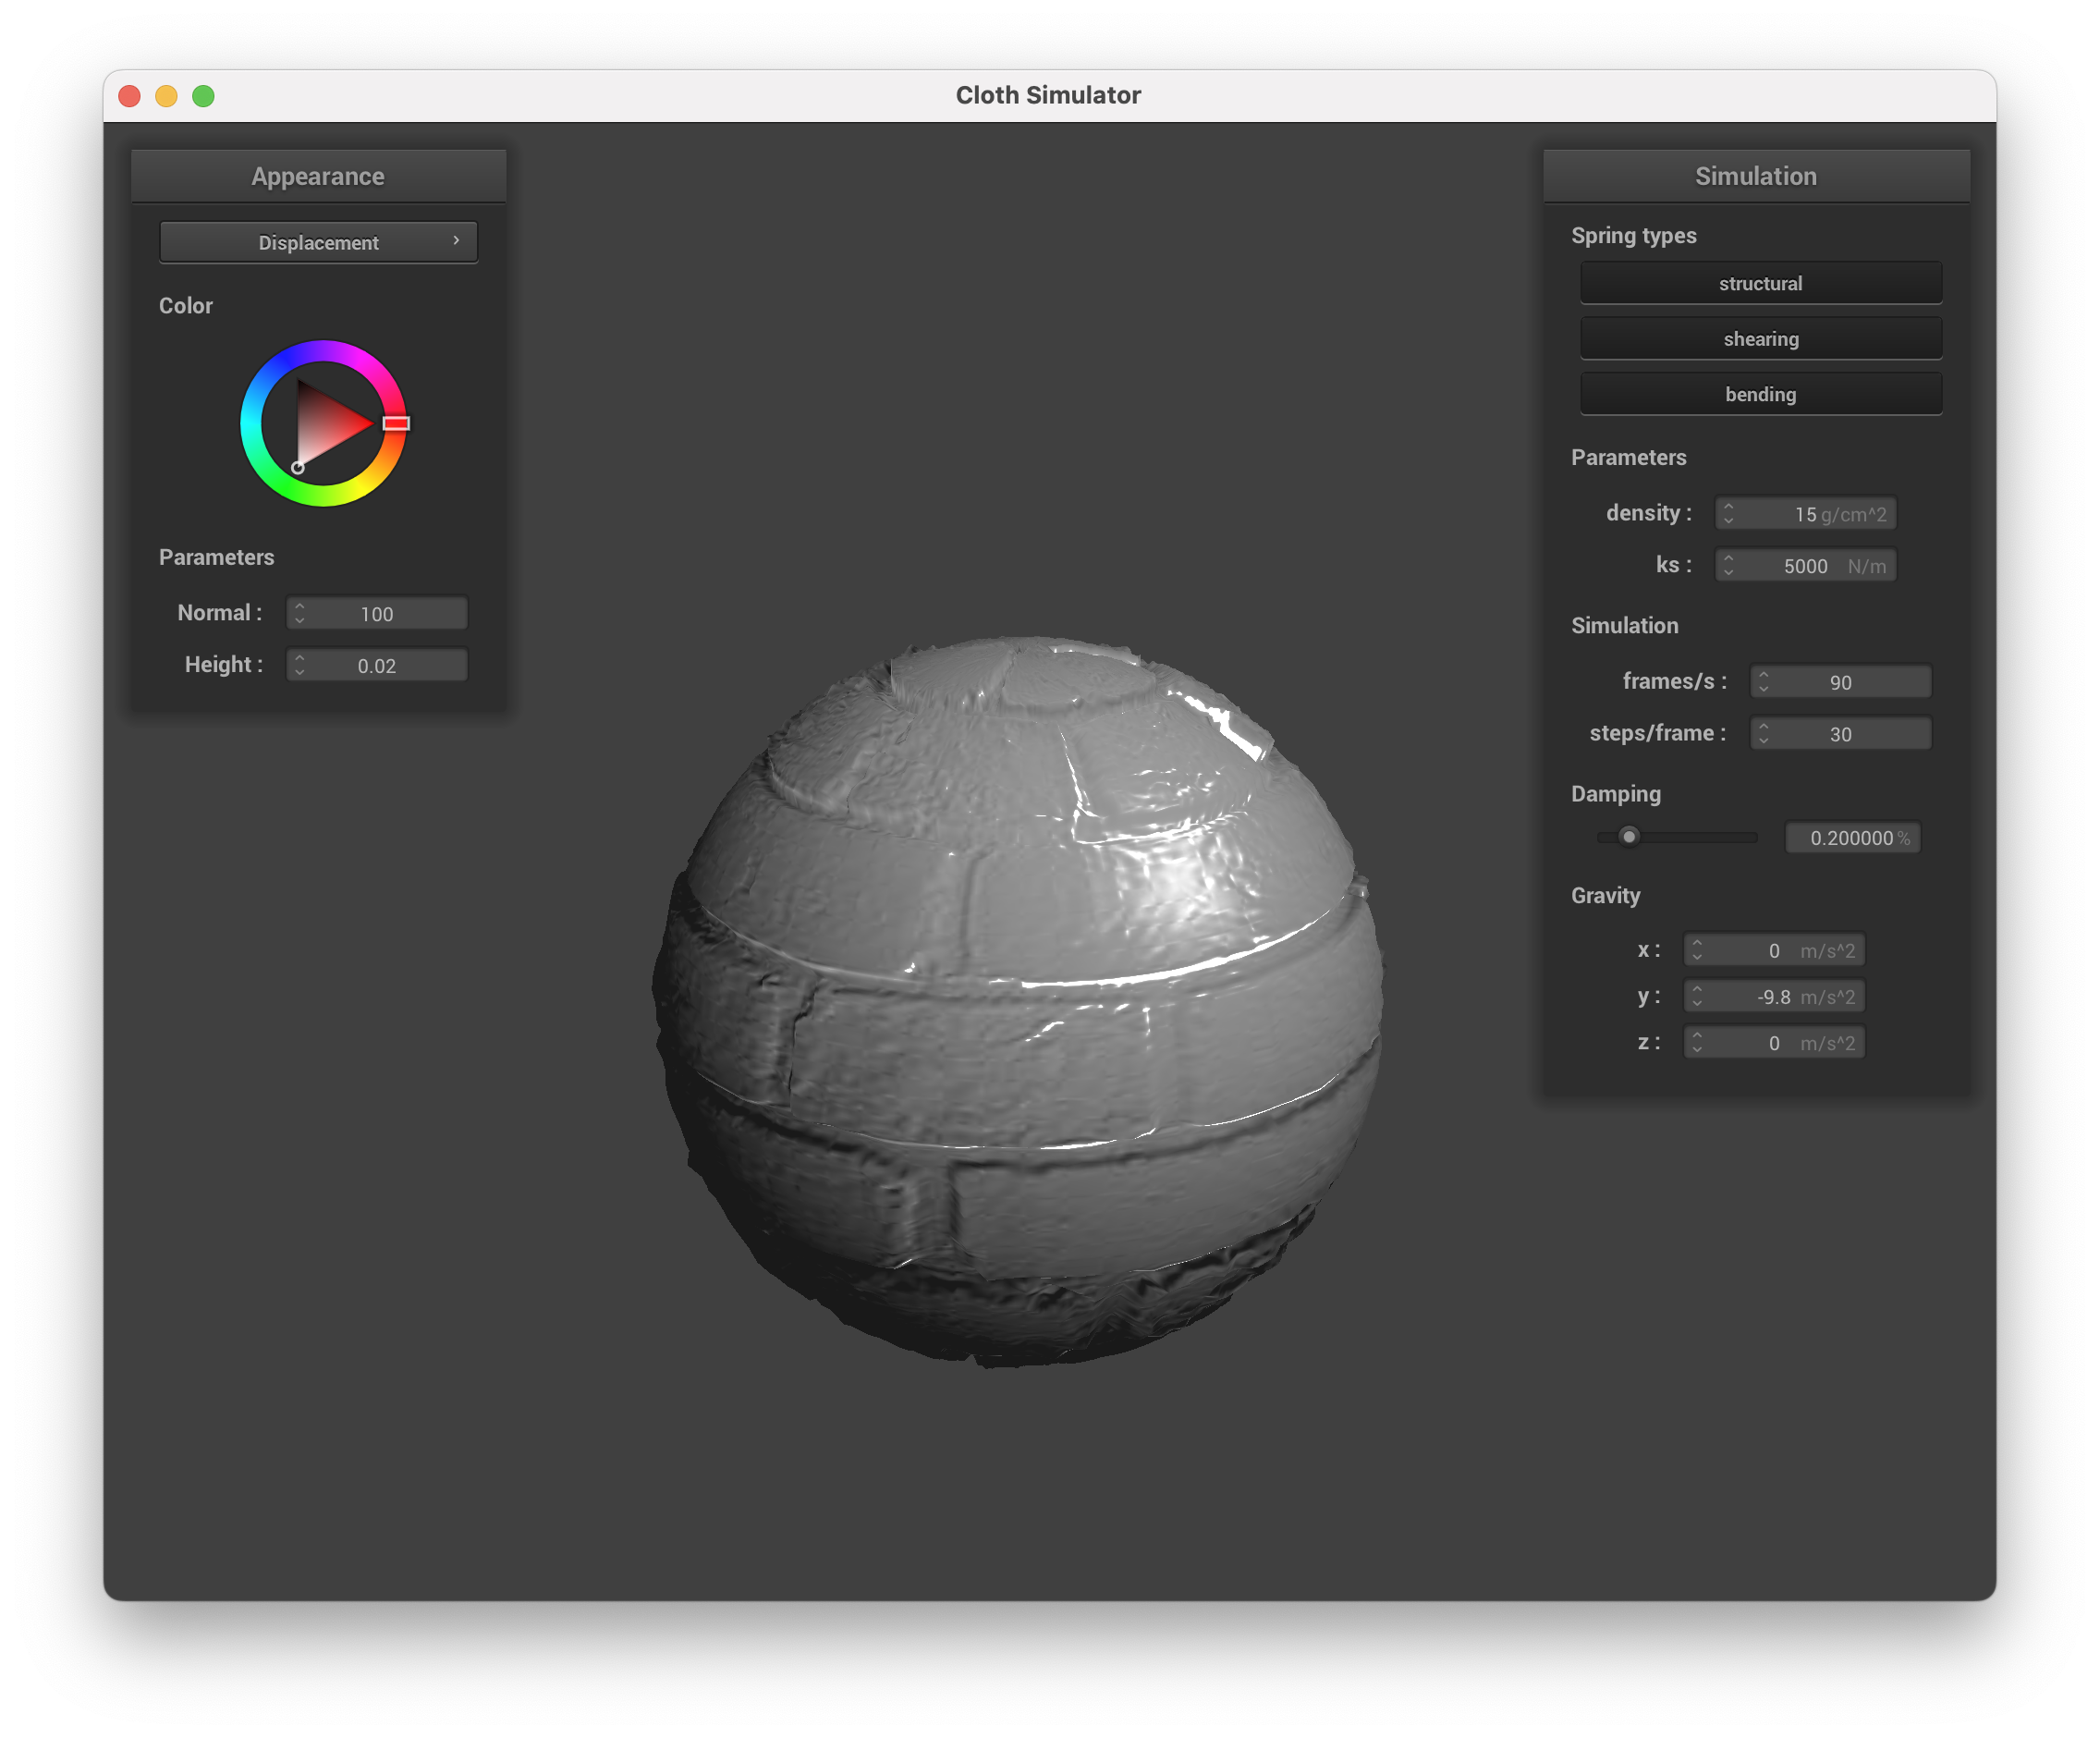 Cloth Simulator
Appearance
Displacement
Color
Parameters
Normal : 100
Height : 0.02
Simulation
Spring types
structural
shearing
bending
Parameters
density : 15 g/cm^2
ks : 5000 N/m
Simulation
frames/s : 90
steps/frame : 30
Damping
0.200000 %
Gravity
x : 0 m/s^2
y : -9.8 m/s^2
z : 0 m/s^2